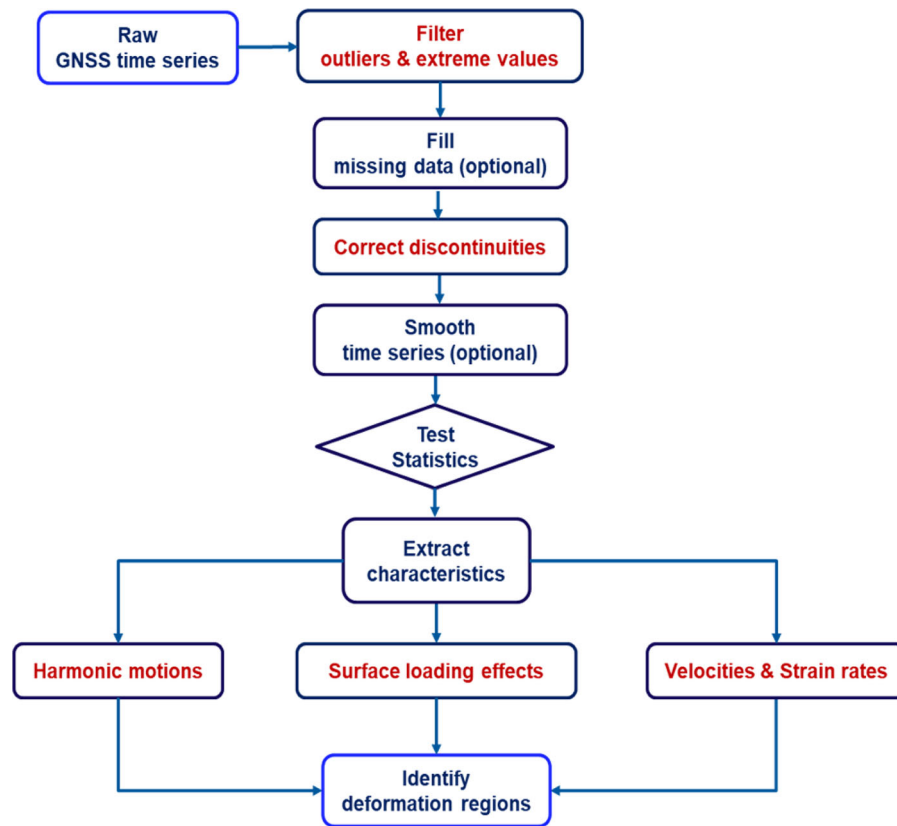 Raw
GNSS time series
Filter
outliers & extreme values
Fill
missing data (optional)
Correct discontinuities
Smooth
time series (optional)
Test
Statistics
Extract
characteristics
Harmonic motions
Surface loading effects
Velocities & Strain rates
Identify
deformation regions